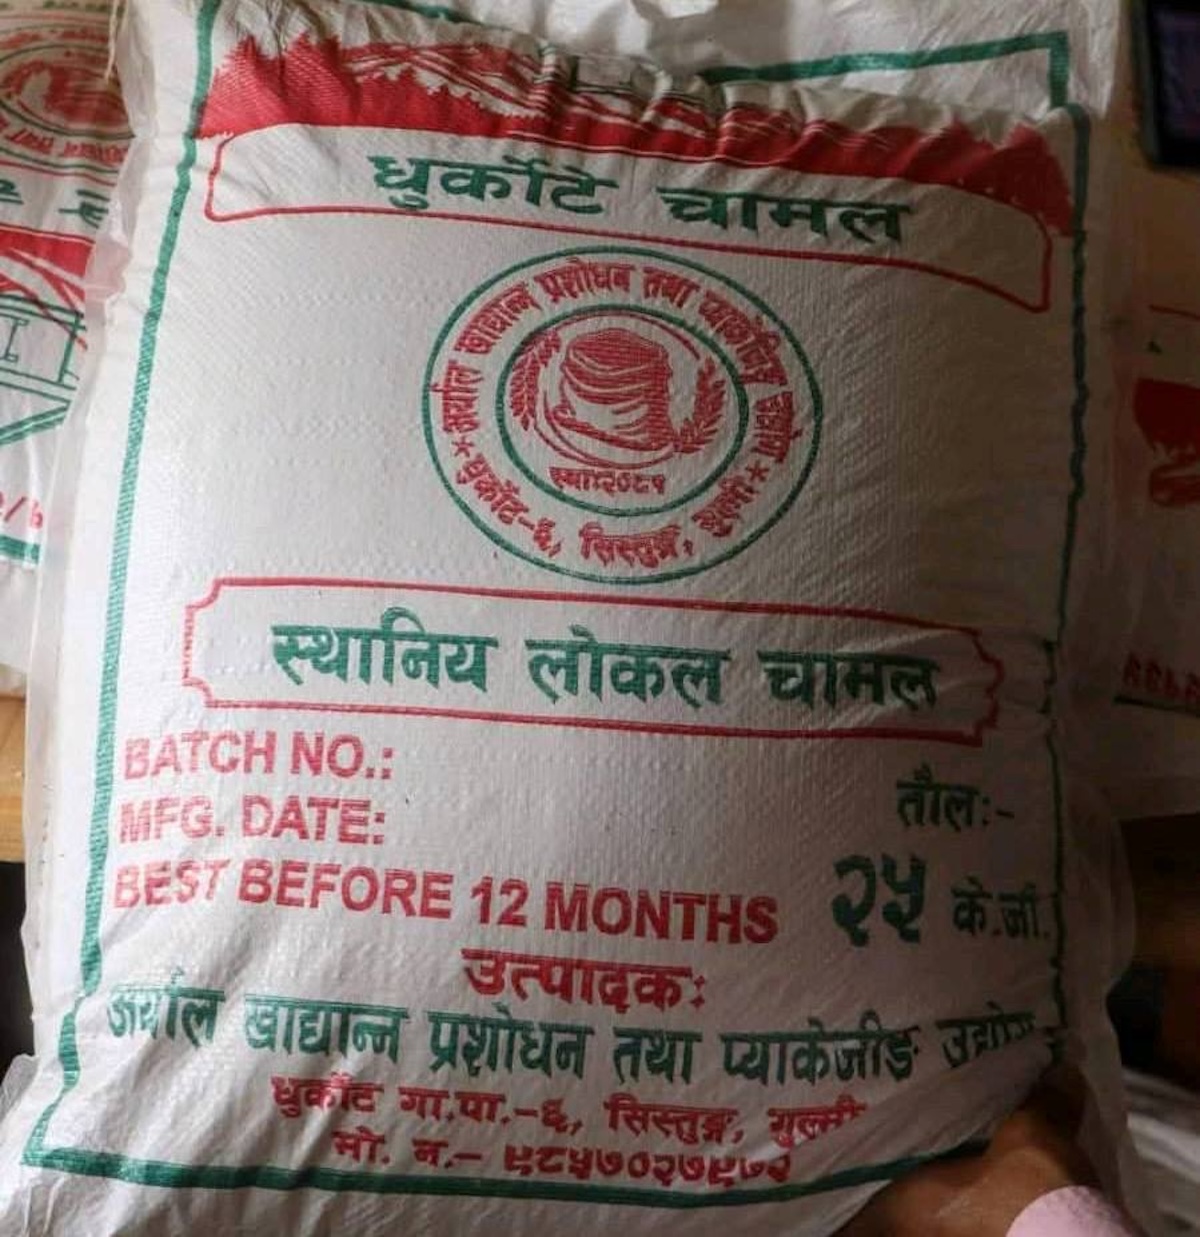 धुर्कोटे चामल
अर्याल खाद्यान्न प्रशोधन तथा प्याकेजिङ उद्योग
स्था:२०८१
धुर्कोट-६, सिस्तुङ्ग, गुल्मी
स्थानिय लोकल चामल
BATCH NO.:
MFG. DATE:
तौल:-
BEST BEFORE 12 MONTHS
२५ के.जी.
उत्पादक:
अर्याल खाद्यान्न प्रशोधन तथा प्याकेजीङ उद्योग
धुर्कोट गा.पा.-६, सिस्तुङ्ग, गुल्मी
मो. न.-